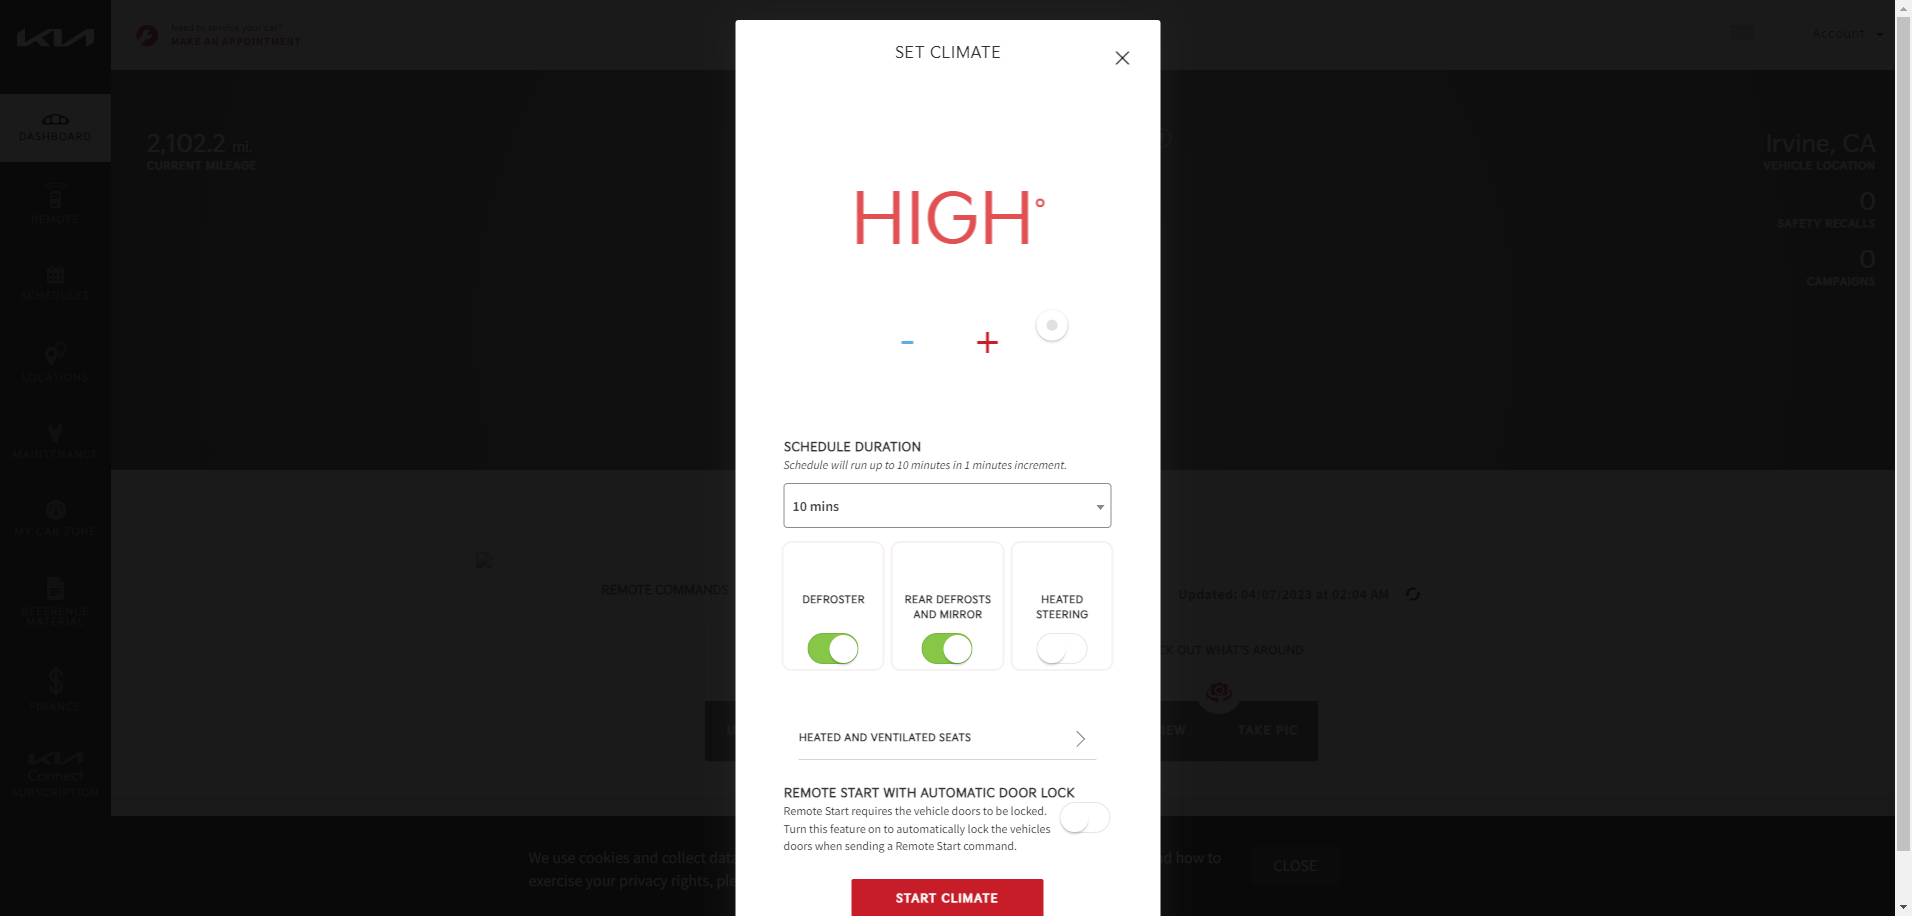 KIA
Need to service your car?
MAKE AN APPOINTMENT
Account
DASHBOARD
REMOTE
SCHEDULES
LOCATIONS
MAINTENANCE
MY CAR ZONE
REFERENCE
MATERIAL
FINANCE
KIA
Connect
SUBSCRIPTION
2,102.2 mi.
CURRENT MILEAGE
Irvine, CA
VEHICLE LOCATION
0
SAFETY RECALLS
0
CAMPAIGNS
SET CLIMATE
HIGH°
- +
SCHEDULE DURATION
Schedule will run up to 10 minutes in 1 minutes increment.
10 mins
DEFROSTER
REAR DEFROSTS
AND MIRROR
HEATED
STEERING
HEATED AND VENTILATED SEATS
REMOTE START WITH AUTOMATIC DOOR LOCK
Remote Start requires the vehicle doors to be locked.
Turn this feature on to automatically lock the vehicles
doors when sending a Remote Start command.
START CLIMATE
REMOTE COMMANDS
Updated: 04/07/2023 at 02:04 AM
CK OUT WHAT'S AROUND
IEW
TAKE PIC
We use cookies and collect dat
d how to
exercise your privacy rights, ple
CLOSE